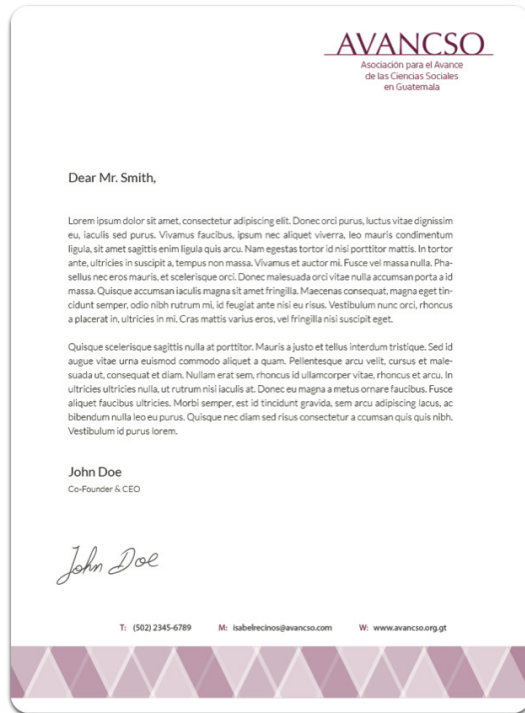 AVANCSO
Asociación para el Avance
de las Ciencias Sociales
en Guatemala
Dear Mr. Smith,
Lorem ipsum dolor sit amet, consectetur adipiscing elit. Donec orci purus, luctus vitae dignissim
eu, iaculis sed purus. Vivamus faucibus, ipsum nec aliquet viverra, leo mauris condimentum
ligula, sit amet sagittis enim ligula quis arcu. Nam egestas tortor id nisi porttitor mattis. In tortor
ante, ultricies in suscipit a, tempus non massa. Vivamus et auctor mi. Fusce vel massa nulla. Pha-
sellus nec eros mauris, et scelerisque orci. Donec malesuada orci vitae nulla accumsan porta a id
massa. Quisque accumsan iaculis magna sit amet fringilla. Maecenas consequat, magna eget tin-
cidunt semper, odio nibh rutrum mi, id feugiat ante nisi eu risus. Vestibulum nunc orci, rhoncus
a placerat in, ultricies in mi. Cras mattis varius eros, vel fringilla nisi suscipit eget.
Quisque scelerisque sagittis nulla at porttitor. Mauris a justo et tellus interdum tristique. Sed id
augue vitae urna euismod commodo aliquet a quam. Pellentesque arcu velit, cursus et male-
suada ut, consequat et diam. Nullam erat sem, rhoncus id ullamcorper vitae, rhoncus et arcu. In
ultricies ultricies nulla, ut rutrum nisi iaculis at. Donec eu magna a metus ornare faucibus. Fusce
aliquet faucibus ultricies. Morbi semper, est id tincidunt gravida, sem arcu adipiscing lacus, ac
bibendum nulla leo eu purus. Quisque nec diam sed risus consectetur a ccumsan quis quis nibh.
Vestibulum id purus lorem.
John Doe
Co-Founder & CEO
John Doe
T: (502) 2345-6789 M: isabelrecinos@avancso.com W: www.avancso.org.gt